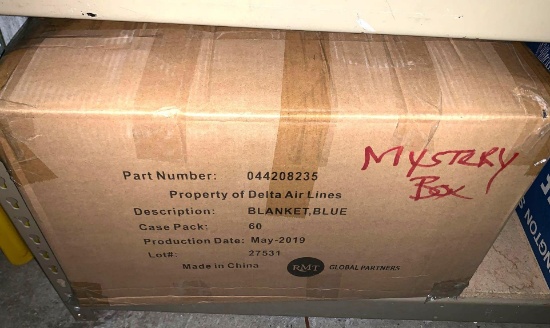 Part Number: 044208235
Property of Delta Air Lines
Description: BLANKET,BLUE
Case Pack: 60
Production Date: May-2019
Lot#: 27531
Made in China RMT GLOBAL PARTNERS
MYSTERY
BOX
NGTON S